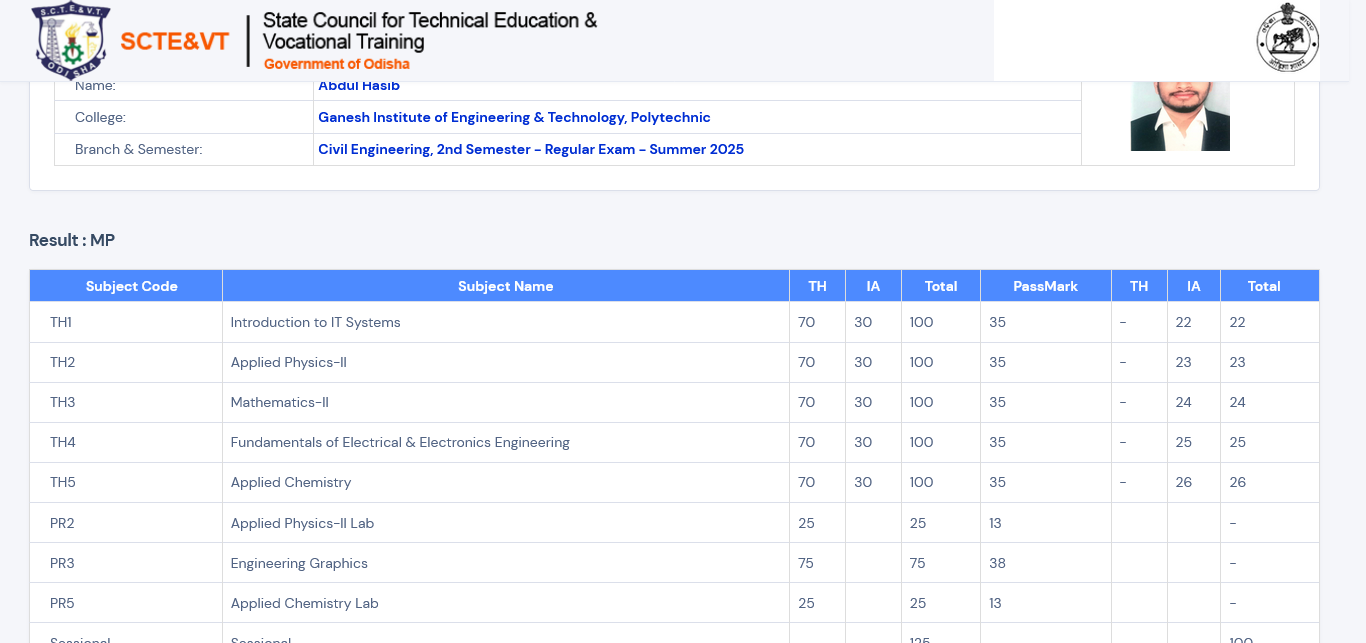 S.C.T.E.& V.T.
ODISHA
SCTE&VT
State Council for Technical Education &
Vocational Training
Government of Odisha
Name: Abdul Hasib
College: Ganesh Institute of Engineering & Technology, Polytechnic
Branch & Semester: Civil Engineering, 2nd Semester - Regular Exam - Summer 2025
Result : MP
Subject Code Subject Name TH IA Total PassMark TH IA Total
TH1 Introduction to IT Systems 70 30 100 35 - 22 22
TH2 Applied Physics-II 70 30 100 35 - 23 23
TH3 Mathematics-II 70 30 100 35 - 24 24
TH4 Fundamentals of Electrical & Electronics Engineering 70 30 100 35 - 25 25
TH5 Applied Chemistry 70 30 100 35 - 26 26
PR2 Applied Physics-II Lab 25 25 13 -
PR3 Engineering Graphics 75 75 38 -
PR5 Applied Chemistry Lab 25 25 13 -
Sessional Sessional 125 100